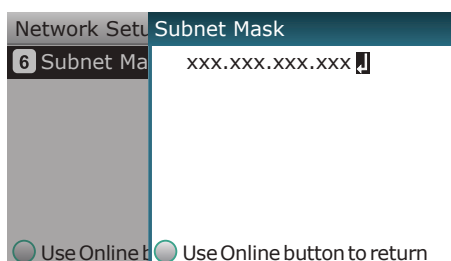 Network Setu
Subnet Mask
6 Subnet Ma
xxx.xxx.xxx.xxx
Use Online b
Use Online button to return